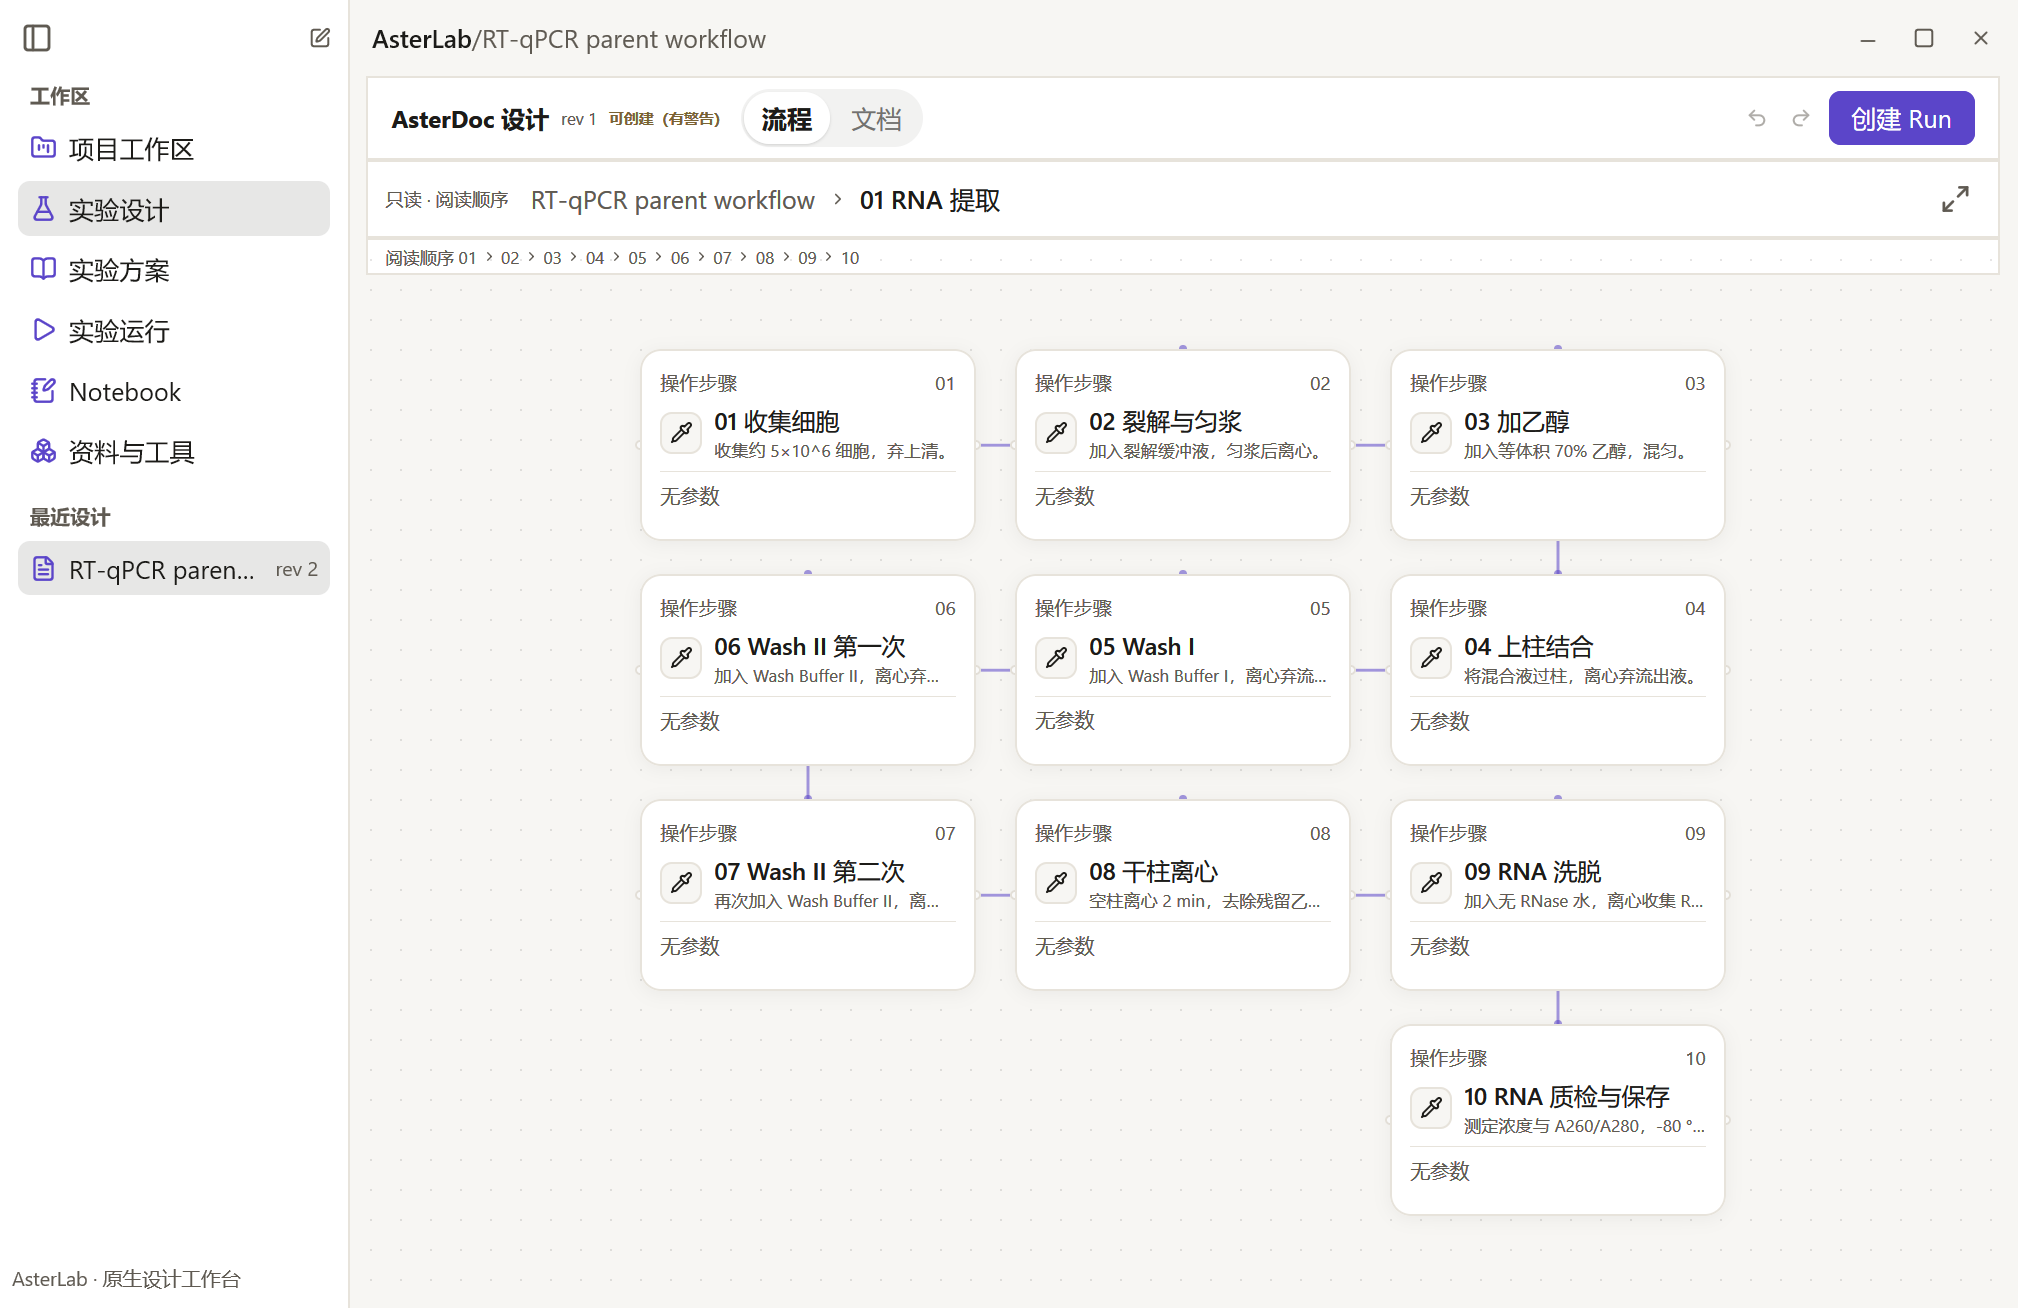 AsterLab/RT-qPCR parent workflow
工作区
项目工作区
实验设计
实验方案
实验运行
Notebook
资料与工具
最近设计
RT-qPCR paren... rev 2
AsterLab · 原生设计工作台
AsterDoc 设计 rev 1 可创建（有警告） 流程 文档 创建 Run
只读 · 阅读顺序 RT-qPCR parent workflow › 01 RNA 提取
阅读顺序 01 › 02 › 03 › 04 › 05 › 06 › 07 › 08 › 09 › 10
操作步骤 01
01 收集细胞
收集约 5×10^6 细胞，弃上清。
无参数
操作步骤 02
02 裂解与匀浆
加入裂解缓冲液，匀浆后离心。
无参数
操作步骤 03
03 加乙醇
加入等体积 70% 乙醇，混匀。
无参数
操作步骤 06
06 Wash II 第一次
加入 Wash Buffer II，离心弃...
无参数
操作步骤 05
05 Wash I
加入 Wash Buffer I，离心弃流...
无参数
操作步骤 04
04 上柱结合
将混合液过柱，离心弃流出液。
无参数
操作步骤 07
07 Wash II 第二次
再次加入 Wash Buffer II，离...
无参数
操作步骤 08
08 干柱离心
空柱离心 2 min，去除残留乙...
无参数
操作步骤 09
09 RNA 洗脱
加入无 RNase 水，离心收集 R...
无参数
操作步骤 10
10 RNA 质检与保存
测定浓度与 A260/A280，-80 °...
无参数